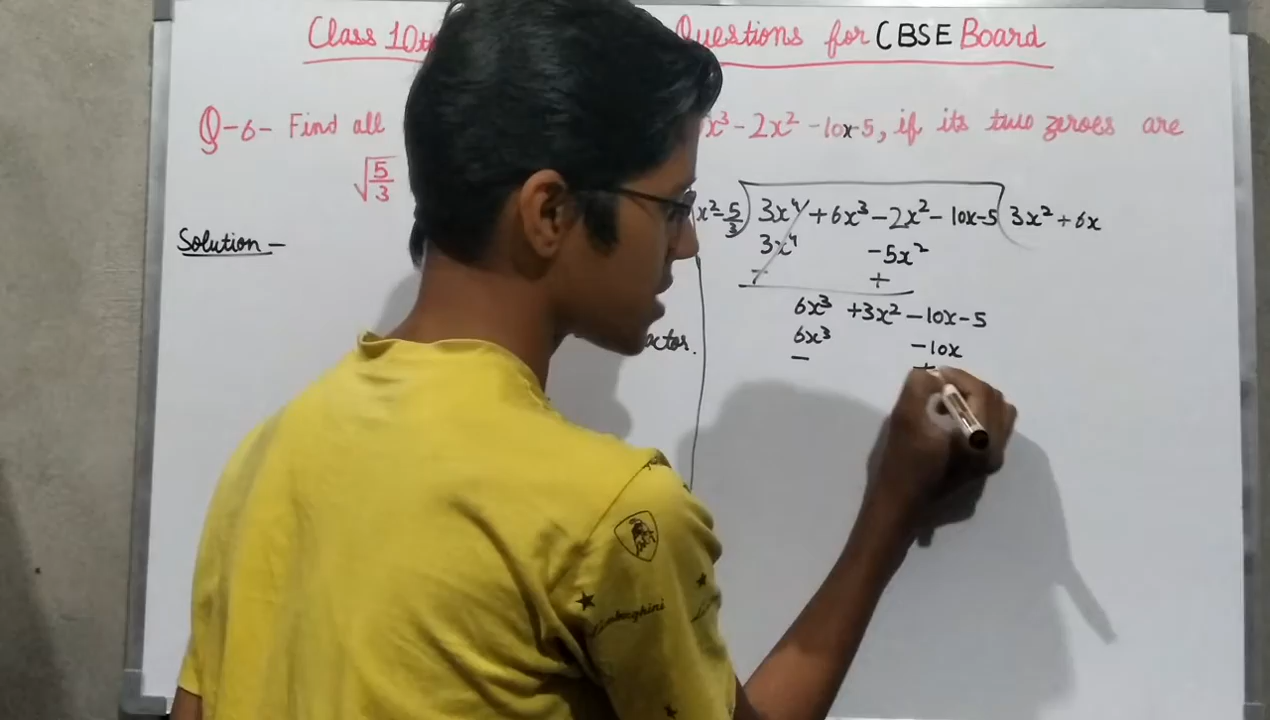 Class 10th Questions for CBSE Board
Q-6- Find all x³ - 2x² - 10x - 5, if its two zeroes are
√5/3
Solution -
x² - 5/3 ) 3x⁴ + 6x³ - 2x² - 10x - 5 ( 3x² + 6x
3x⁴ - 5x²
- +
6x³ + 3x² - 10x - 5
6x³ - 10x
- +
actor.
Lamborghini